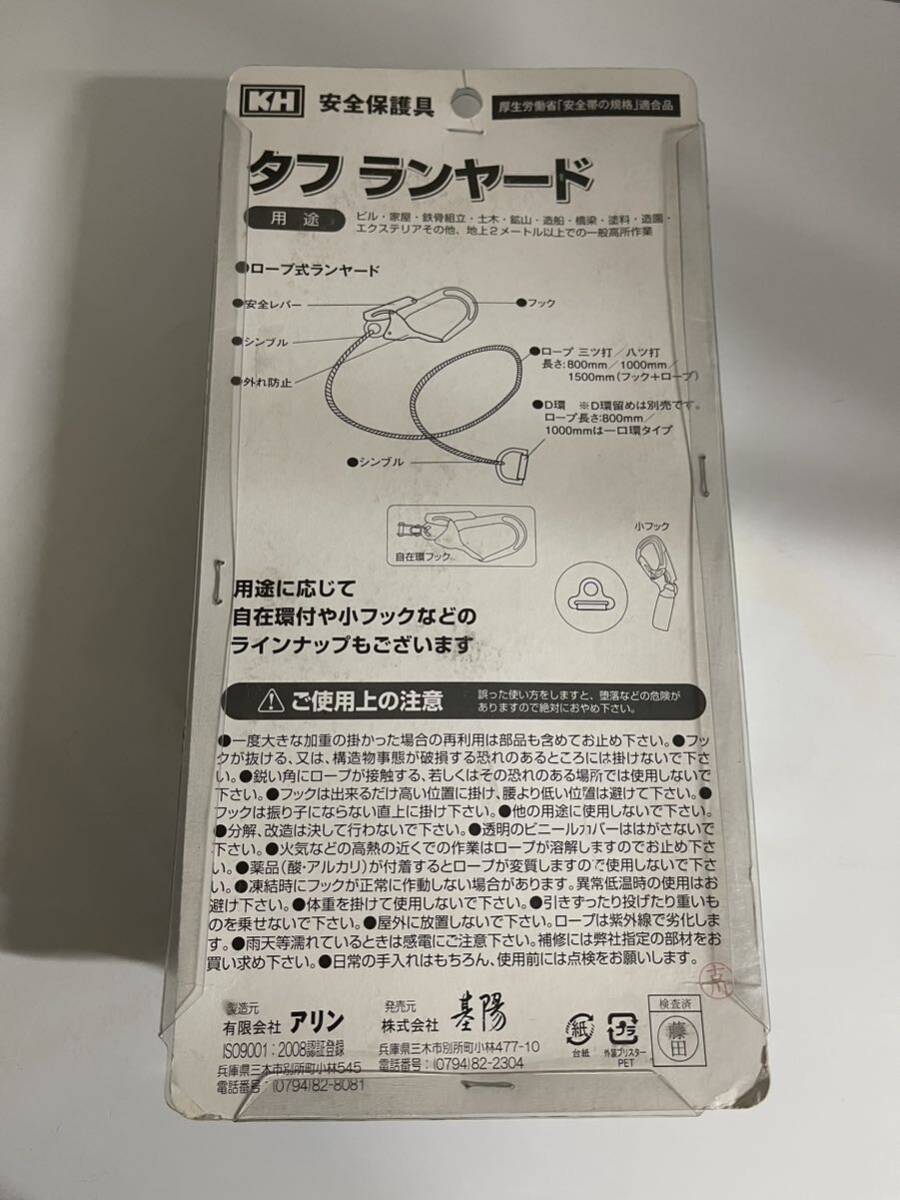 KH 安全保護具
厚生労働省「安全帯の規格」適合品
タフ ランヤード
用途
ビル・家屋・鉄骨組立・土木・鉱山・造船・橋梁・塗料・造園・
エクステリアその他、地上2メートル以上での一般高所作業
●ロープ式ランヤード
●安全レバー
●フック
●シンブル
●外れ防止
●ロープ 三ツ打/八ツ打
長さ:800mm/1000mm/
1500mm(フック+ロープ)
●D環 ※D環留めは別売です。
ロープ長さ:800mm/
1000mmは一口環タイプ
●シンブル
自在環フック
小フック
用途に応じて
自在環付や小フックなどの
ラインナップもございます
⚠ ご使用上の注意
誤った使い方をしますと、堕落などの危険が
ありますので絶対におやめ下さい。
●一度大きな加重の掛かった場合の再利用は部品も含めてお止め下さい。●フッ
クが抜ける、又は、構造物事態が破損する恐れのあるところには掛けないで下さ
い。●鋭い角にロープが接触する、若しくはその恐れのある場所では使用しないで
下さい。●フックは出来るだけ高い位置に掛け、腰より低い位置は避けて下さい。●
フックは振り子にならない直上に掛け下さい。●他の用途に使用しないで下さい。
●分解、改造は決して行わないで下さい。●透明のビニールカバーははがさないで
下さい。●火気などの高熱の近くでの作業はロープが溶解しますのでお止め下さ
い。●薬品(酸・アルカリ)が付着するとロープが変質しますので使用しないで下さ
い。●凍結時にフックが正常に作動しない場合があります。異常低温時の使用はお
避け下さい。●体重を掛けて使用しないで下さい。●引きずったり投げたり重いも
のを乗せないで下さい。●屋外に放置しないで下さい。ロープは紫外線で劣化しま
す。●雨天等濡れているときは感電にご注意下さい。補修には弊社指定の部材をお
買い求め下さい。●日常の手入れはもちろん、使用前には点検をお願いします。
製造元
有限会社 アリン
ISO9001:2008認証登録
兵庫県三木市別所町小林545
電話番号:(0794)82-8081
発売元
株式会社 基陽
兵庫県三木市別所町小林477-10
電話番号:(0794)82-2304
紙
台紙
プラ
外装ブリスター
PET
検査済
藤田